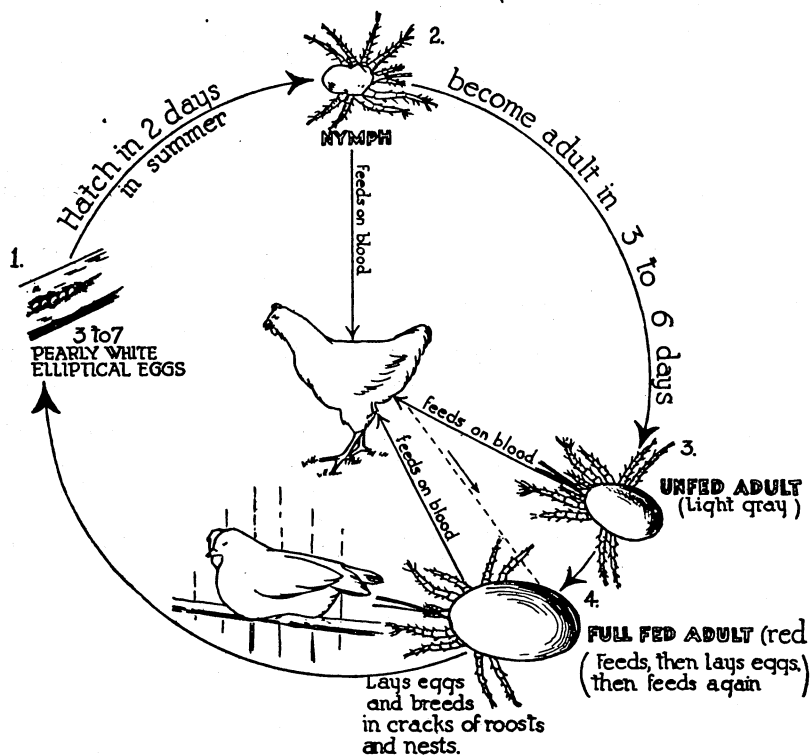 1.
Hatch in 2 days
in summer
2.
NYMPH
feeds on blood
become adult in 3 to 6 days
3 to 7
PEARLY WHITE
ELLIPTICAL EGGS
feeds on blood
3.
UNFED ADULT
(Light gray)
feeds on blood
4.
FULL FED ADULT (red
(Feeds, then lays eggs,
then feeds again)
Lays eggs
and breeds
in cracks of roosts
and nests.